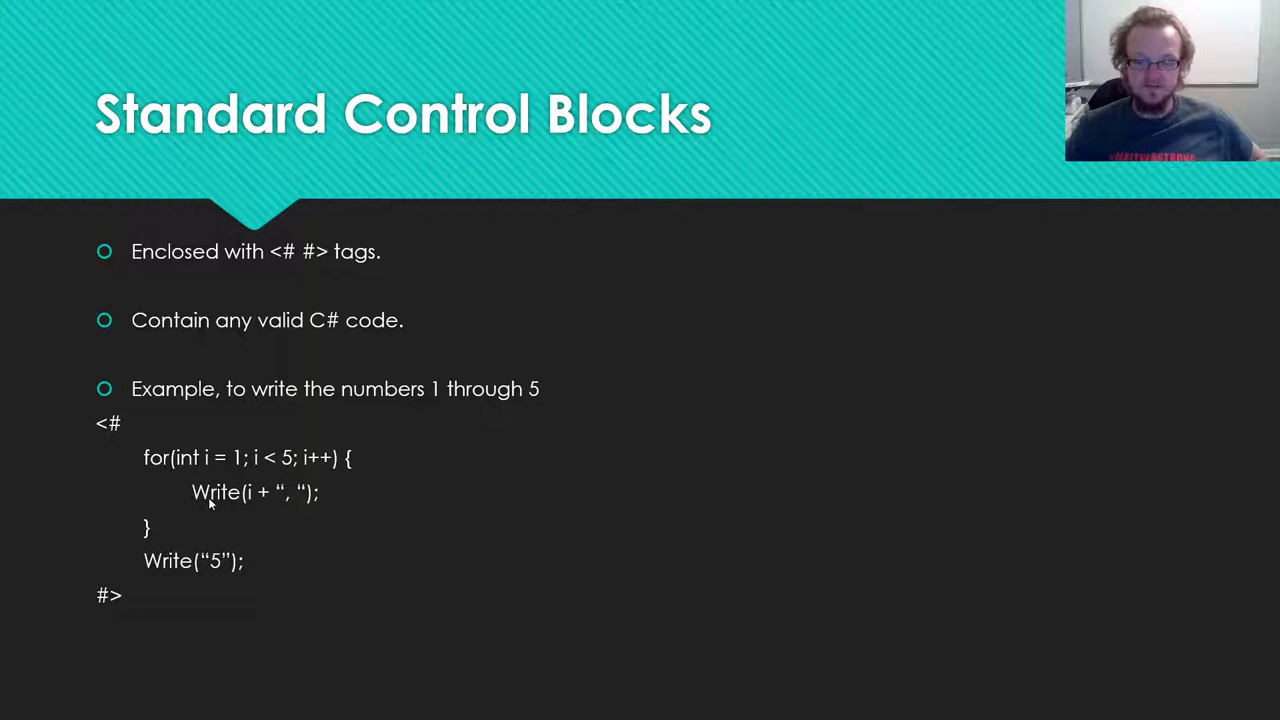 Standard Control Blocks
Enclosed with <# #> tags.
Contain any valid C# code.
Example, to write the numbers 1 through 5
<#
for(int i = 1; i < 5; i++) {
Write(i + “, “);
}
Write(“5”);
#>